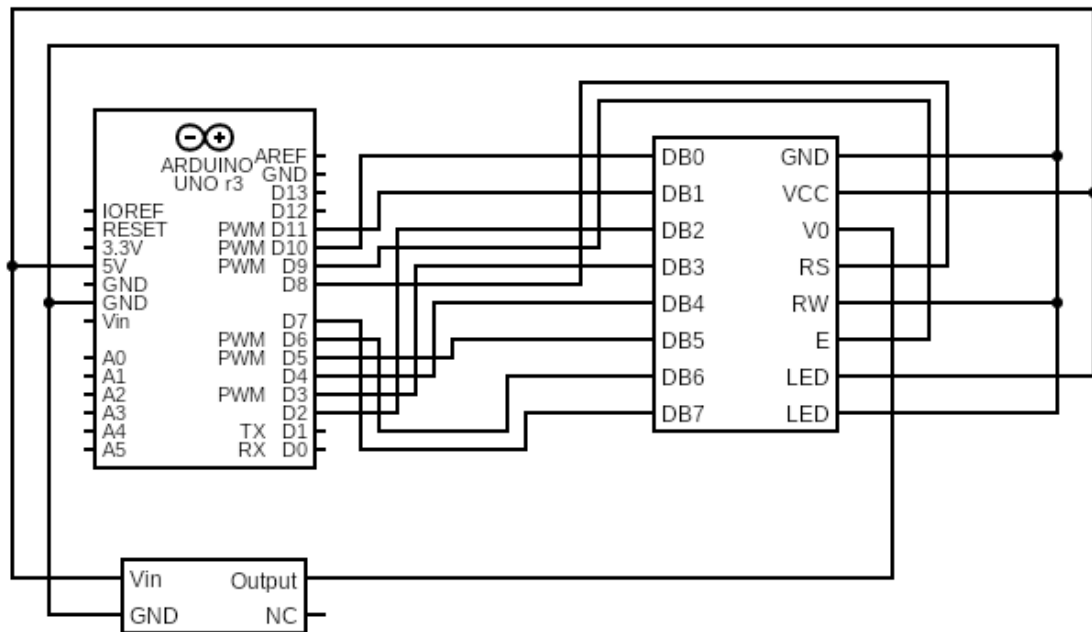 ARDUINO
UNO r3
AREF
GND
D13
D12
IOREF
RESET PWM D11
3.3V PWM D10
5V PWM D9
GND D8
GND
Vin D7
PWM D6
A0 PWM D5
A1 D4
A2 PWM D3
A3 D2
A4 TX D1
A5 RX D0
DB0 GND
DB1 VCC
DB2 V0
DB3 RS
DB4 RW
DB5 E
DB6 LED
DB7 LED
Vin Output
GND NC